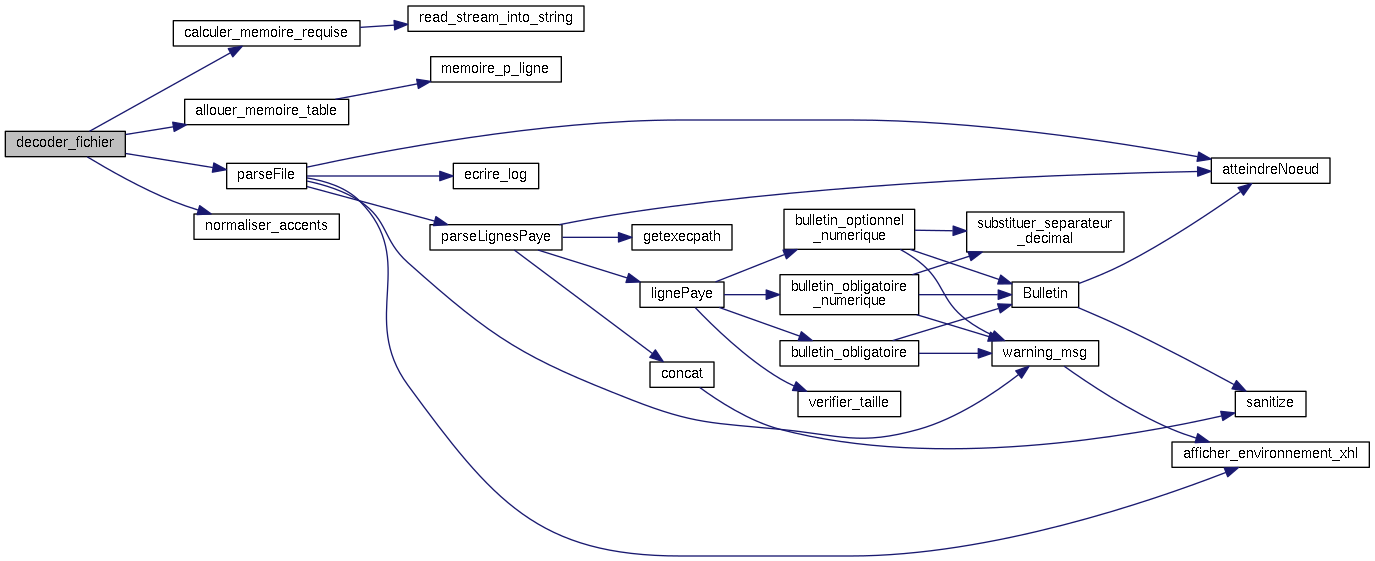 read_stream_into_string
calculer_memoire_requise
memoire_p_ligne
allouer_memoire_table
decoder_fichier
parseFile
ecrire_log
atteindreNoeud
normaliser_accents
parseLignesPaye
getexecpath
bulletin_optionnel
_numerique
substituer_separateur
_decimal
lignePaye
bulletin_obligatoire
_numerique
Bulletin
bulletin_obligatoire
warning_msg
concat
verifier_taille
sanitize
afficher_environnement_xhl